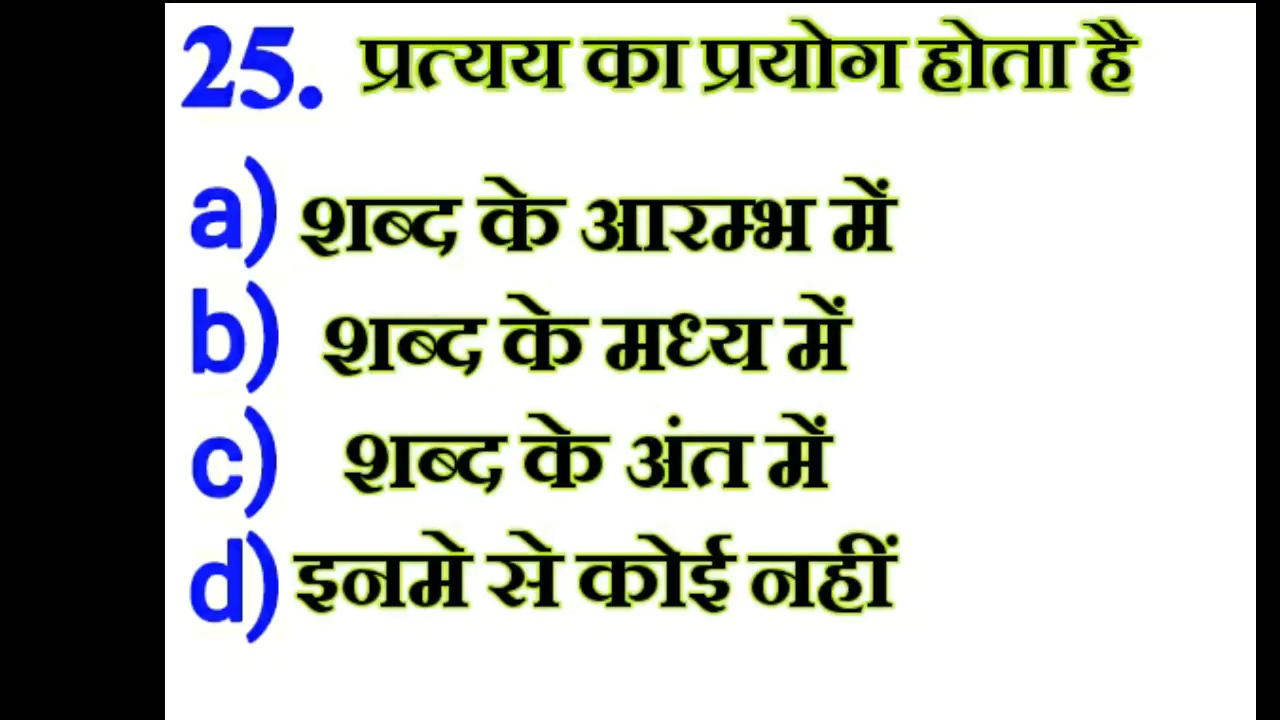 25. प्रत्यय का प्रयोग होता है
a) शब्द के आरम्भ में
b) शब्द के मध्य में
c) शब्द के अंत में
d) इनमे से कोई नहीं